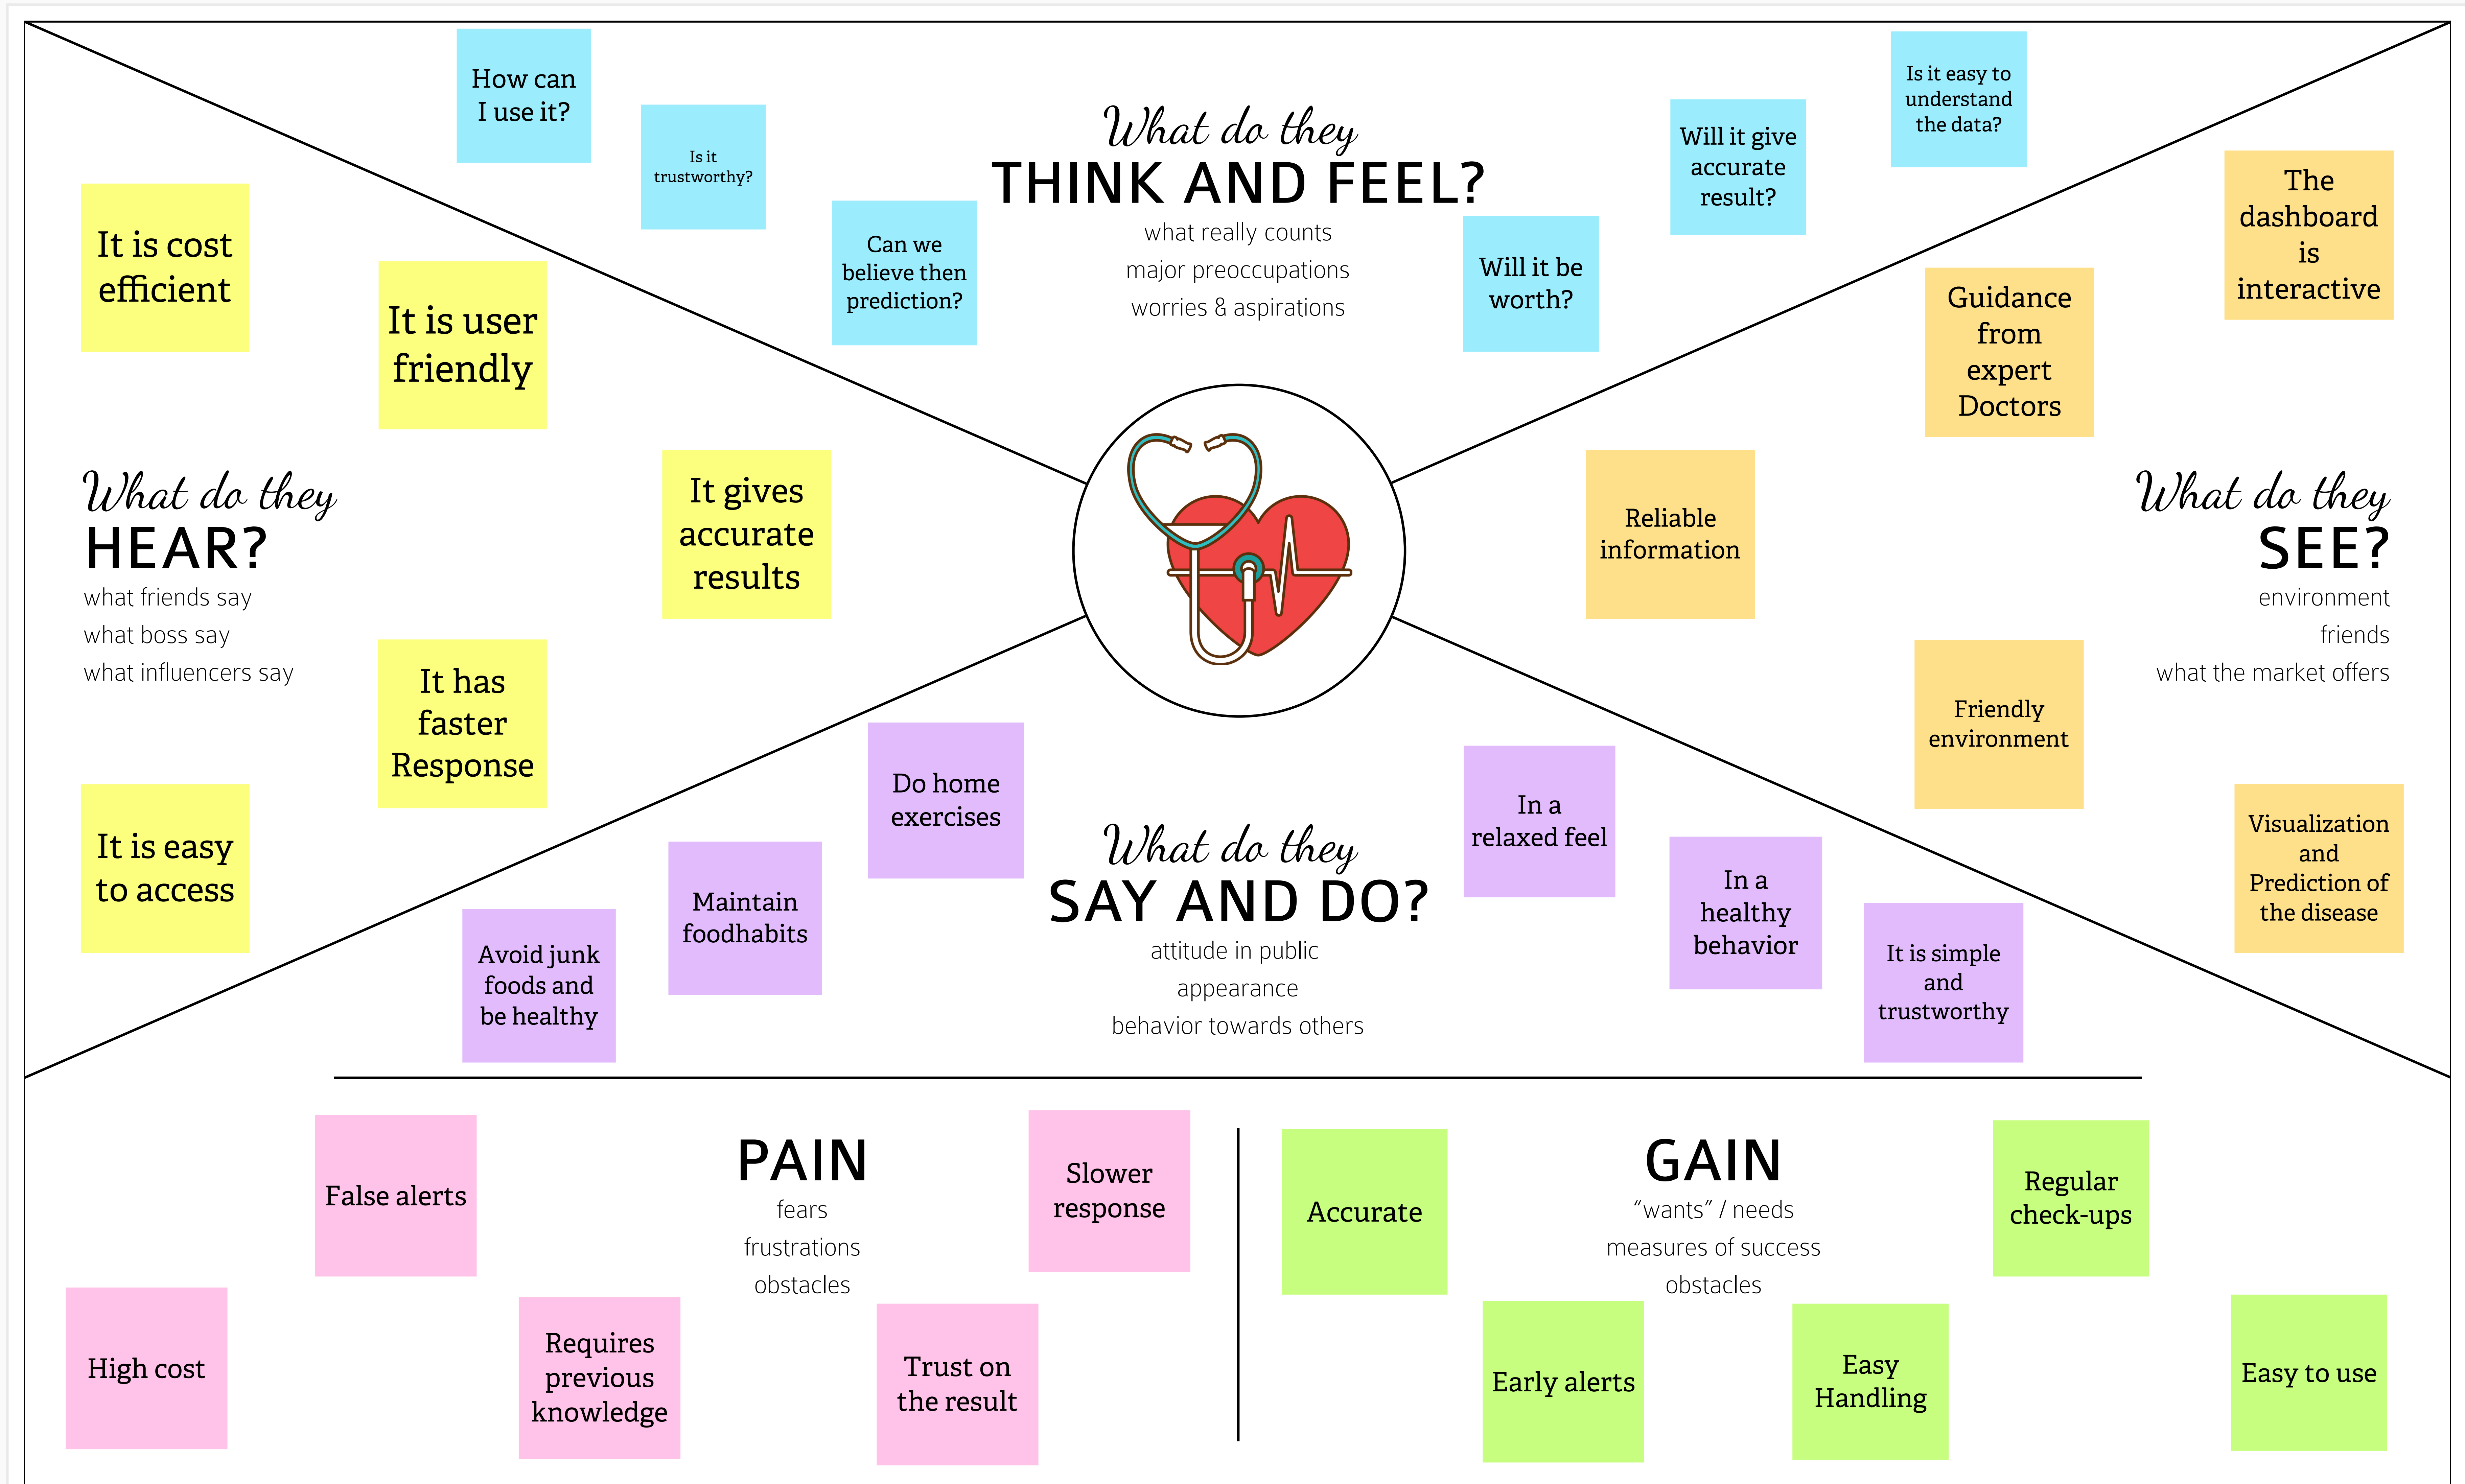 How can
I use it?
Is it
trustworthy?
Can we
believe then
prediction?
What do they
THINK AND FEEL?
what really counts
major preoccupations
worries & aspirations
Will it be
worth?
Will it give
accurate
result?
Is it easy to
understand
the data?
It is cost
efficient
It is user
friendly
It gives
accurate
results
What do they
HEAR?
what friends say
what boss say
what influencers say
It has
faster
Response
It is easy
to access
The
dashboard
is
interactive
Guidance
from
expert
Doctors
Reliable
information
What do they
SEE?
environment
friends
what the market offers
Friendly
environment
Visualization
and
Prediction of
the disease
Do home
exercises
Maintain
foodhabits
Avoid junk
foods and
be healthy
What do they
SAY AND DO?
attitude in public
appearance
behavior towards others
In a
relaxed feel
In a
healthy
behavior
It is simple
and
trustworthy
False alerts
PAIN
fears
frustrations
obstacles
Slower
response
High cost
Requires
previous
knowledge
Trust on
the result
Accurate
GAIN
“wants” / needs
measures of success
obstacles
Regular
check-ups
Early alerts
Easy
Handling
Easy to use